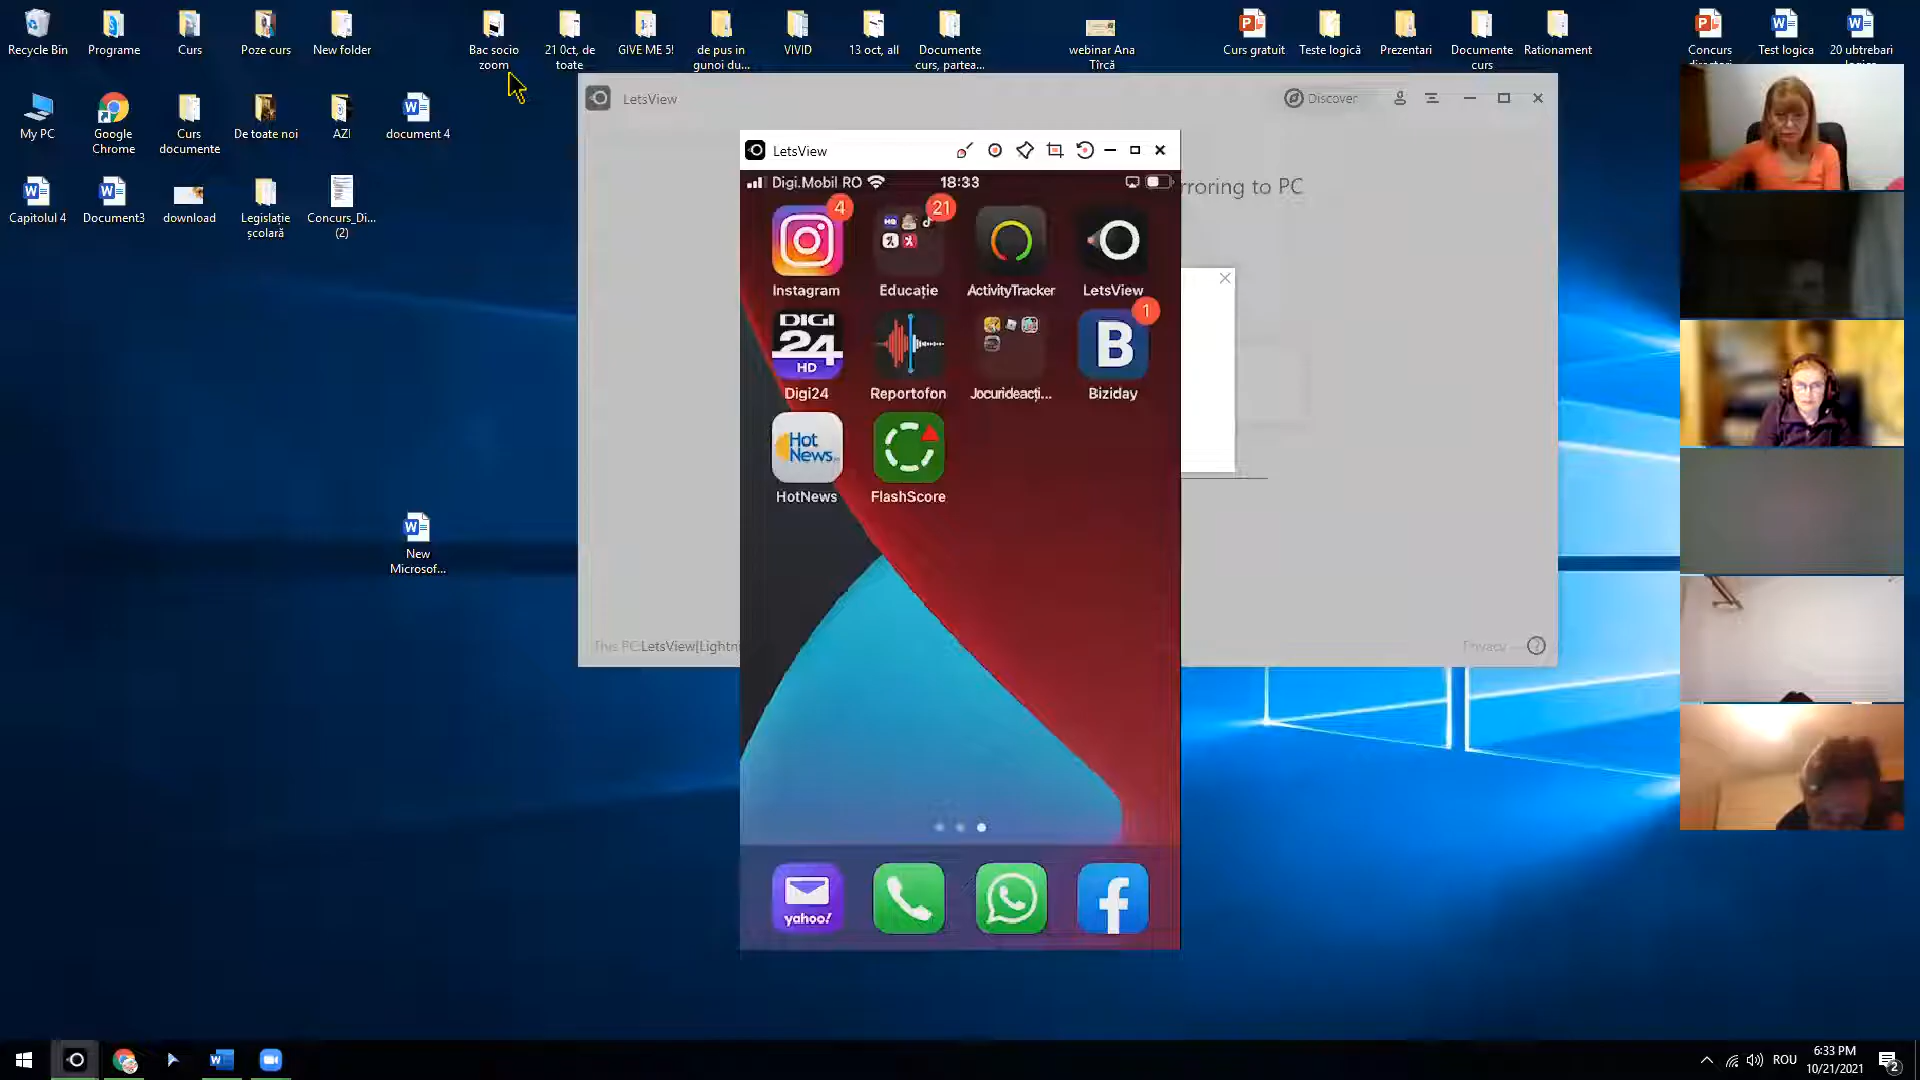 Recycle Bin
Programe
Curs
Poze curs
New folder
Bac socio
zoom
21 Oct, de
toate
GIVE ME 5!
de pus in
gunoi du...
VIVID
13 oct, all
Documente
curs, partea...
webinar Ana
Tîrcă
Curs gratuit
Teste logică
Prezentari
Documente
curs
Rationament
Concurs
directori
Test logica
20 ubtrebari
My PC
Google
Chrome
Curs
documente
De toate noi
AZI
document 4
Capitolul 4
Document3
download
Legislație
școlară
Concurs_Di...
(2)
New
Microsof...
LetsView
Discover
rroring to PC
LetsView
Digi.Mobil RO
18:33
4
21
Instagram
Educație
ActivityTracker
LetsView
DIGI
24
HD
B
1
Digi24
Reportofon
Jocurideacți...
Biziday
Hot
News
HotNews
FlashScore
yahoo!
This PC:LetsView[Lightni
Privacy
ROU
6:33 PM
10/21/2021
2